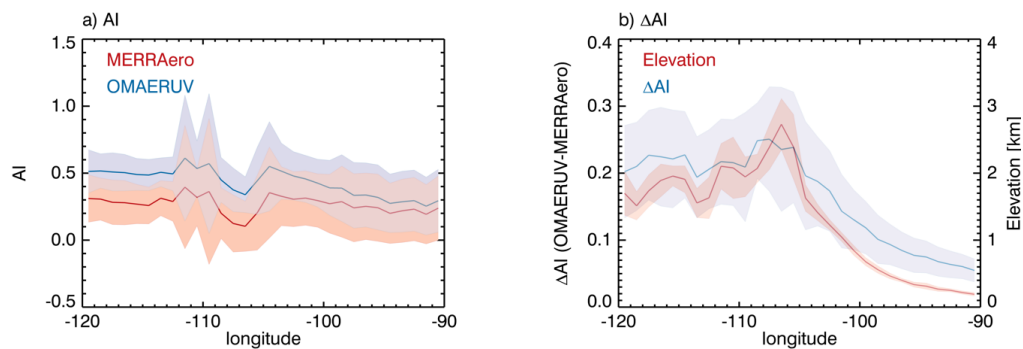 a) AI
1.5
MERRAero
OMAERUV
1.0
AI
0.5
0.0
-0.5
-120 -110 -100 -90
longitude
b) ΔAI
0.4 4
Elevation
ΔAI
0.3 3
ΔAI (OMAERUV-MERRAero)
0.2 2
Elevation [km]
0.1 1
0.0 0
-120 -110 -100 -90
longitude